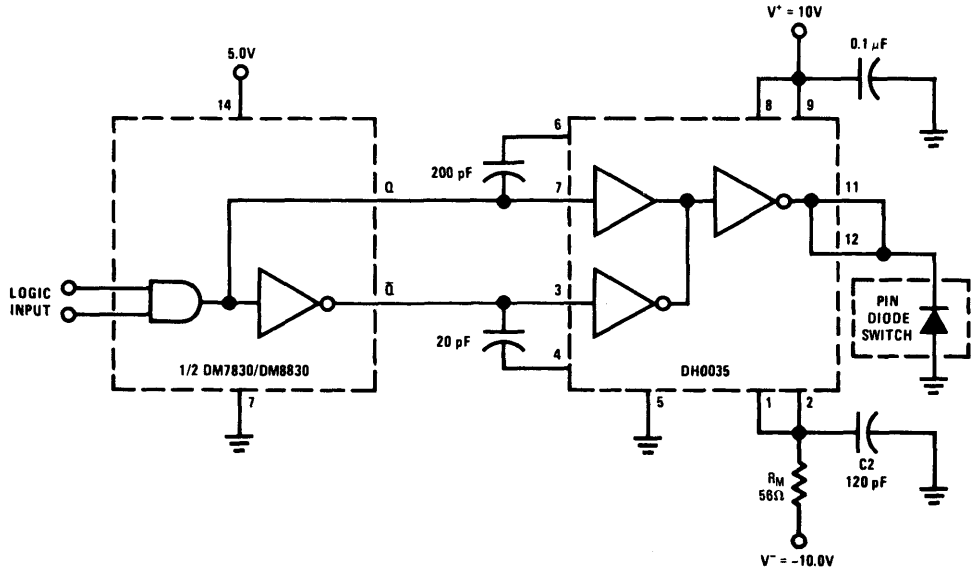 V⁺ = 10V
0.1 µF
5.0V
14
8
9
6
200 pF
Q
7
11
12
LOGIC
INPUT
Q̄
3
PIN
DIODE
SWITCH
20 pF
4
1/2 DM7830/DM8830
DH0035
7
5
1
2
C2
120 pF
R_M
56Ω
V⁻ = -10.0V